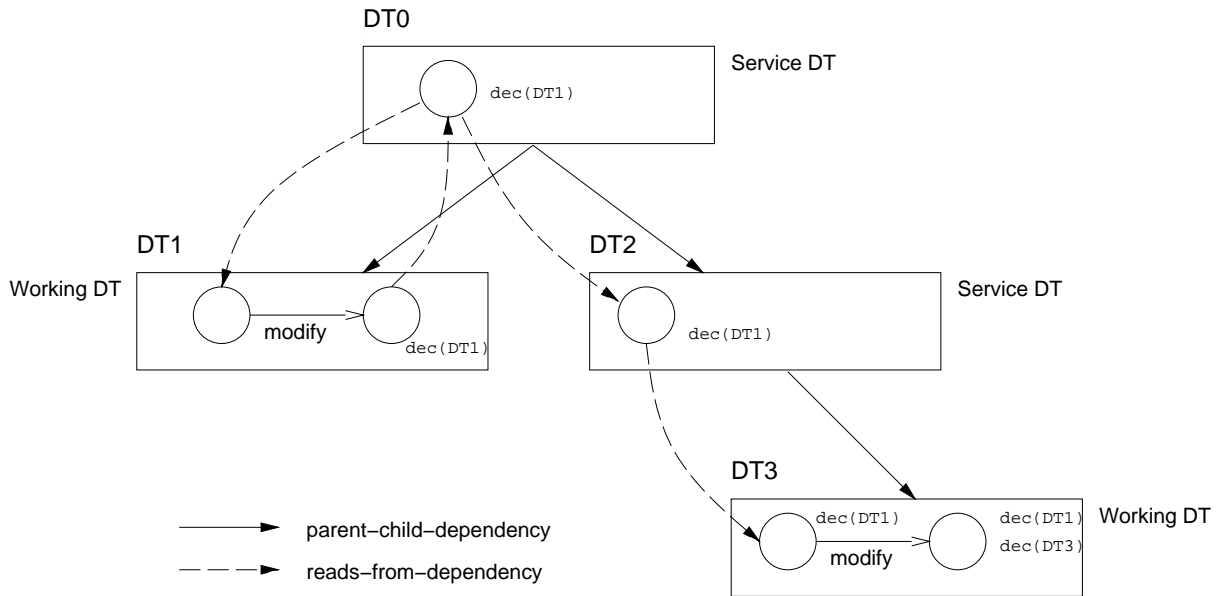 DT0
Service DT
dec(DT1)
DT1
DT2
Working DT
Service DT
modify
dec(DT1)
dec(DT1)
DT3
dec(DT1)
dec(DT1)
Working DT
parent-child-dependency
dec(DT3)
modify
reads-from-dependency